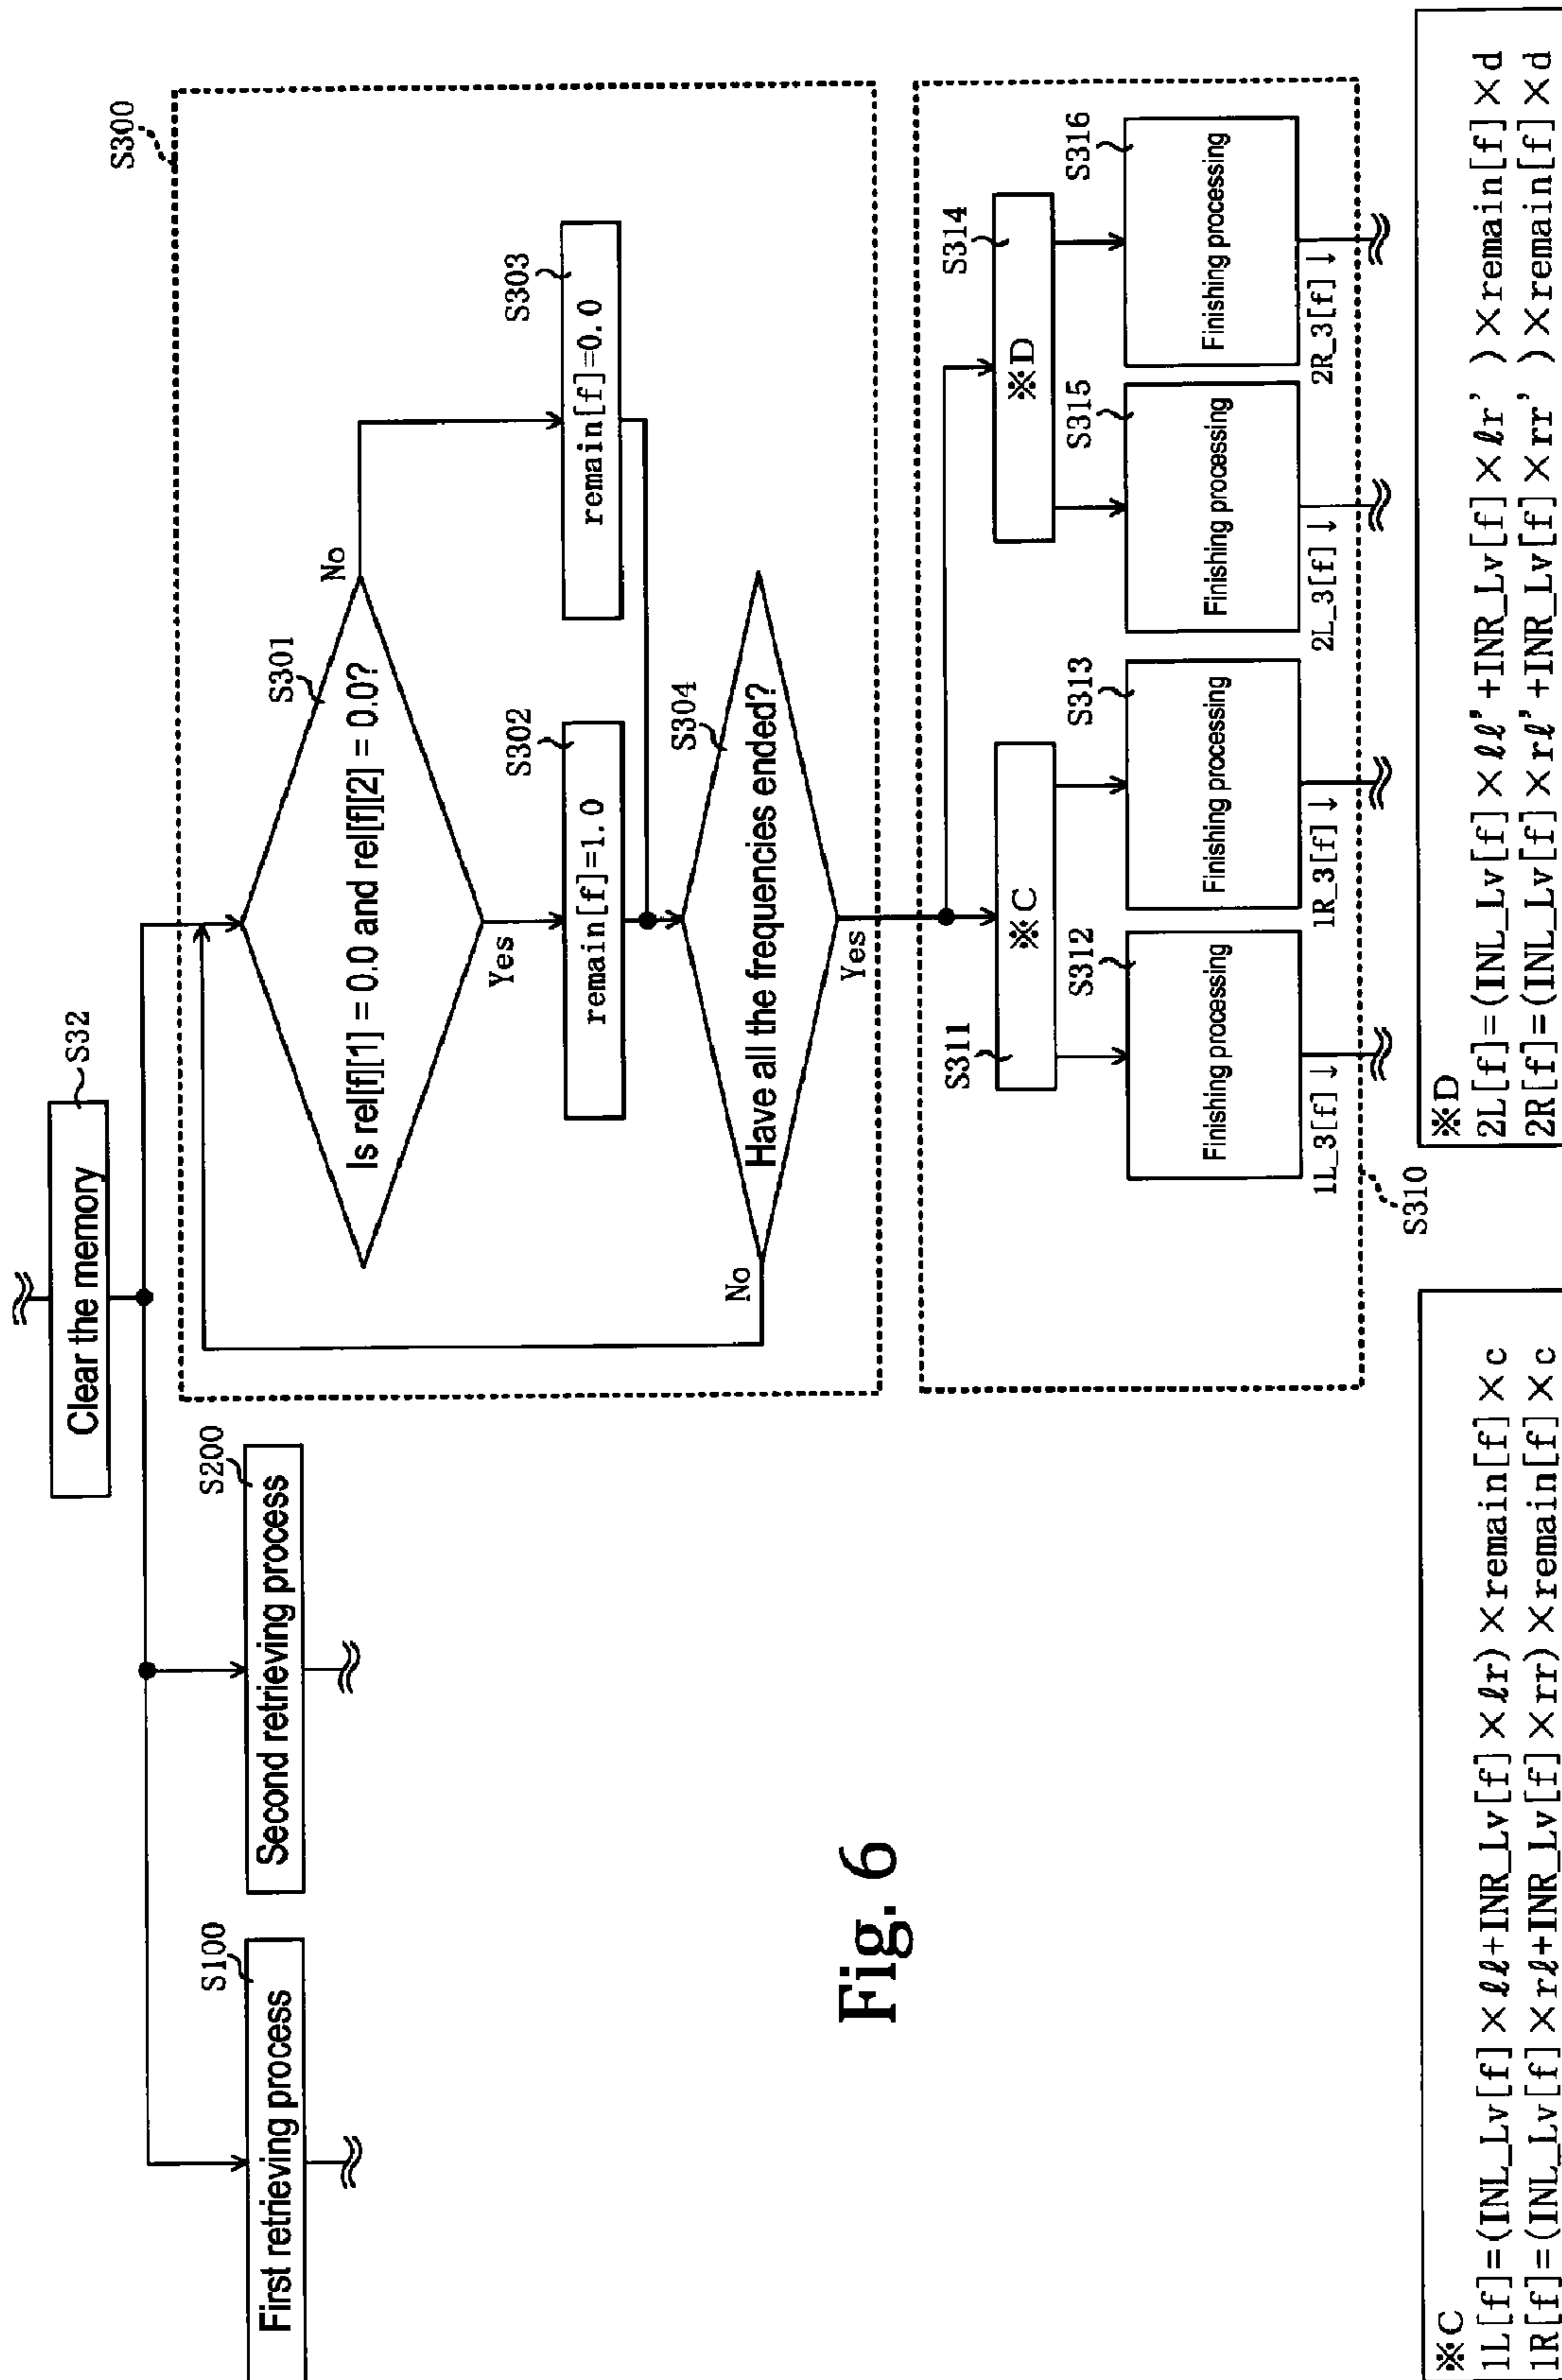 Clear the memory
S32
S100
First retrieving process
S200
Second retrieving process
S300
S301
Is rel[f][1] = 0.0 and rel[f][2] = 0.0?
No
Yes
S302
remain[f]=1.0
S303
remain[f]=0.0
S304
Have all the frequencies ended?
No
Yes
S311
※C
S314
※D
S312
Finishing processing
S313
Finishing processing
S315
Finishing processing
S316
Finishing processing
1L_3[f] ↓
1R_3[f] ↓
2L_3[f] ↓
2R_3[f] ↓
S310
Fig. 6
※C
1L[f]=(INL_Lv[f]×ℓℓ+INR_Lv[f]×ℓr)×remain[f]×c
1R[f]=(INL_Lv[f]×rℓ+INR_Lv[f]×rr)×remain[f]×c
※D
2L[f]=(INL_Lv[f]×ℓℓ'+INR_Lv[f]×ℓr')×remain[f]×d
2R[f]=(INL_Lv[f]×rℓ'+INR_Lv[f]×rr')×remain[f]×d